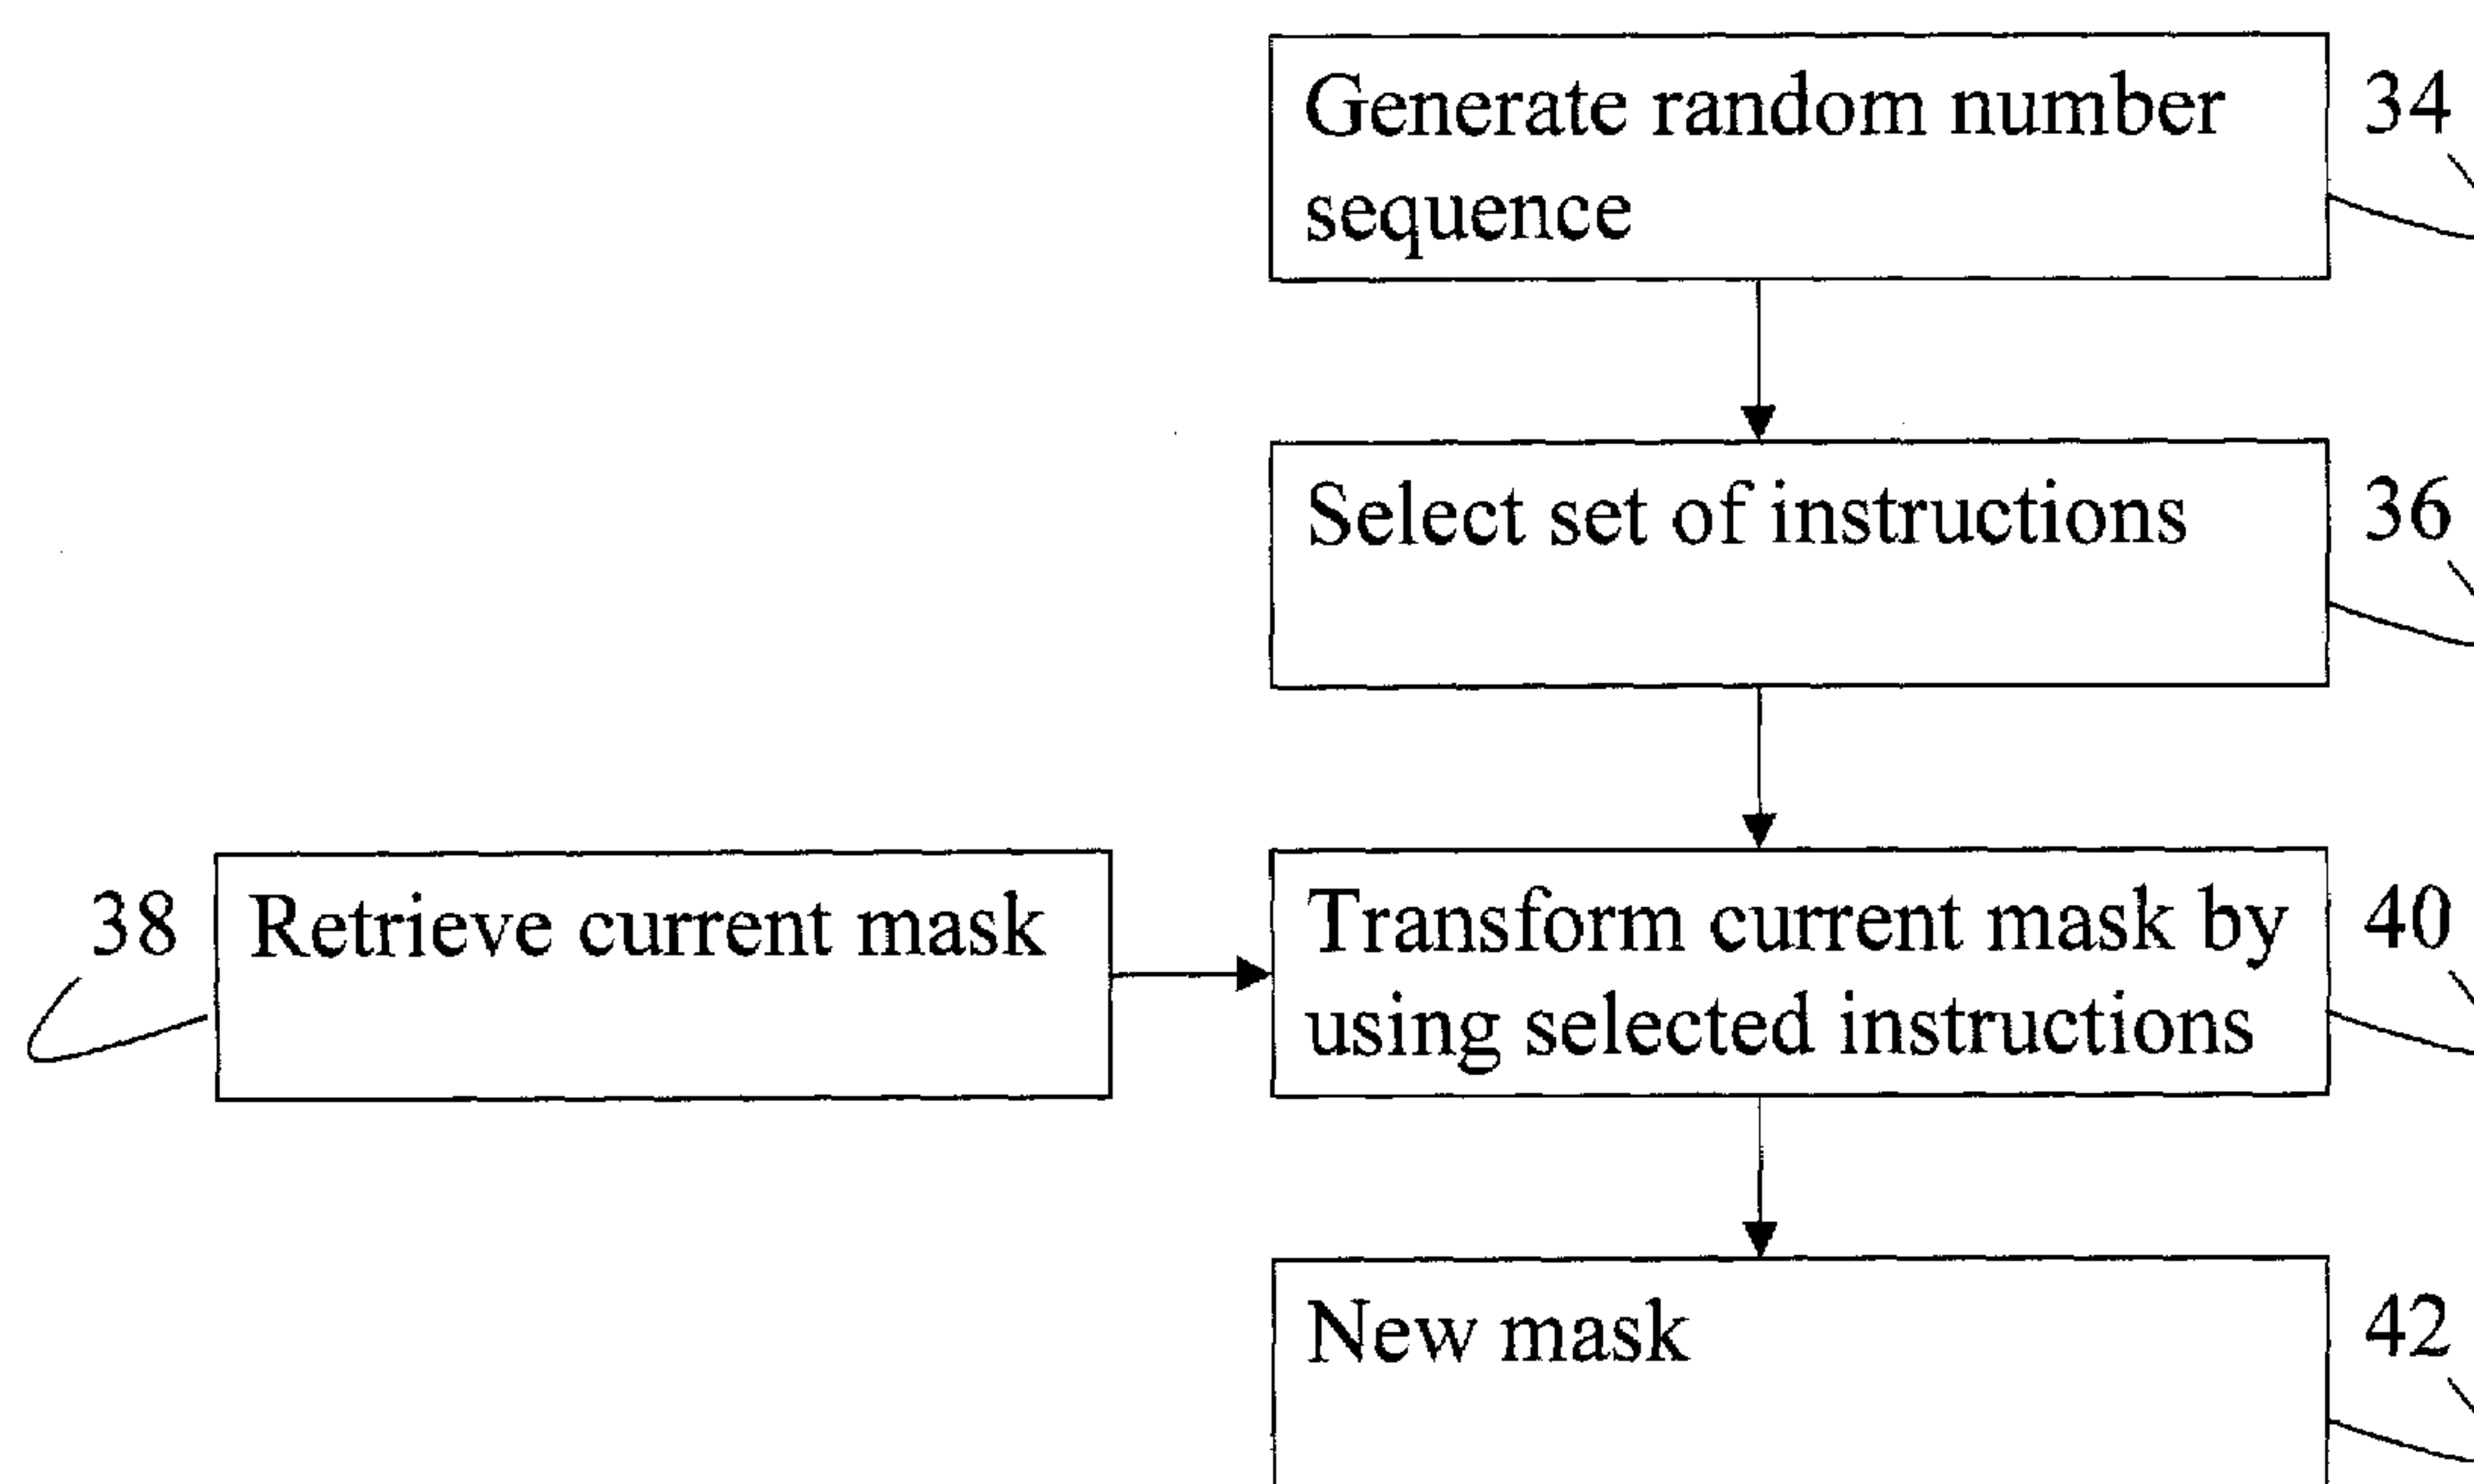 Generate random number
sequence
34
Select set of instructions
36
38
Retrieve current mask
Transform current mask by
using selected instructions
40
New mask
42